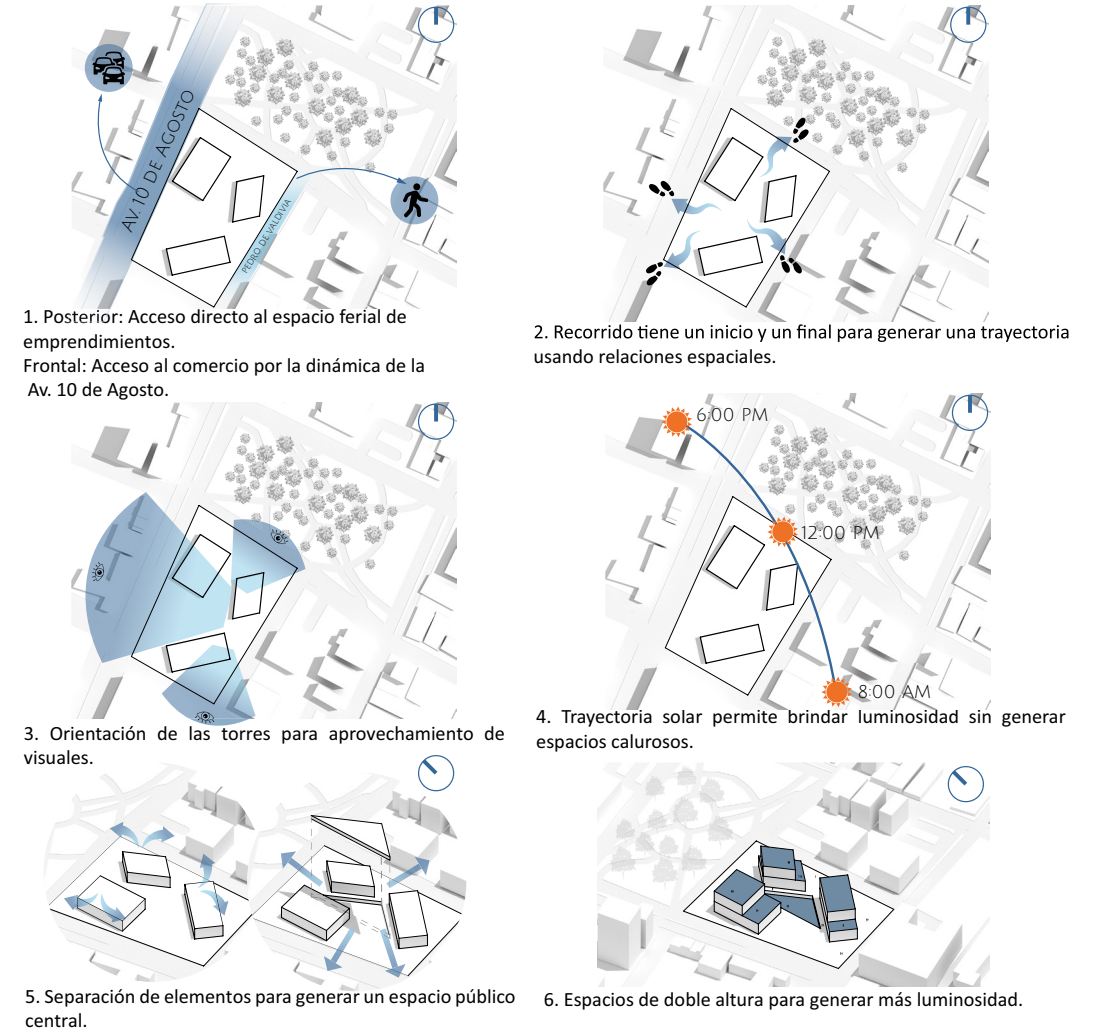 AV. 10 DE AGOSTO
PEDRO DE VALDIVIA
1. Posterior: Acceso directo al espacio ferial de
emprendimientos.
Frontal: Acceso al comercio por la dinámica de la
Av. 10 de Agosto.
2. Recorrido tiene un inicio y un final para generar una trayectoria
usando relaciones espaciales.
3. Orientación de las torres para aprovechamiento de
visuales.
6:00 PM
12:00 PM
8:00 AM
4. Trayectoria solar permite brindar luminosidad sin generar
espacios calurosos.
5. Separación de elementos para generar un espacio público
central.
6. Espacios de doble altura para generar más luminosidad.